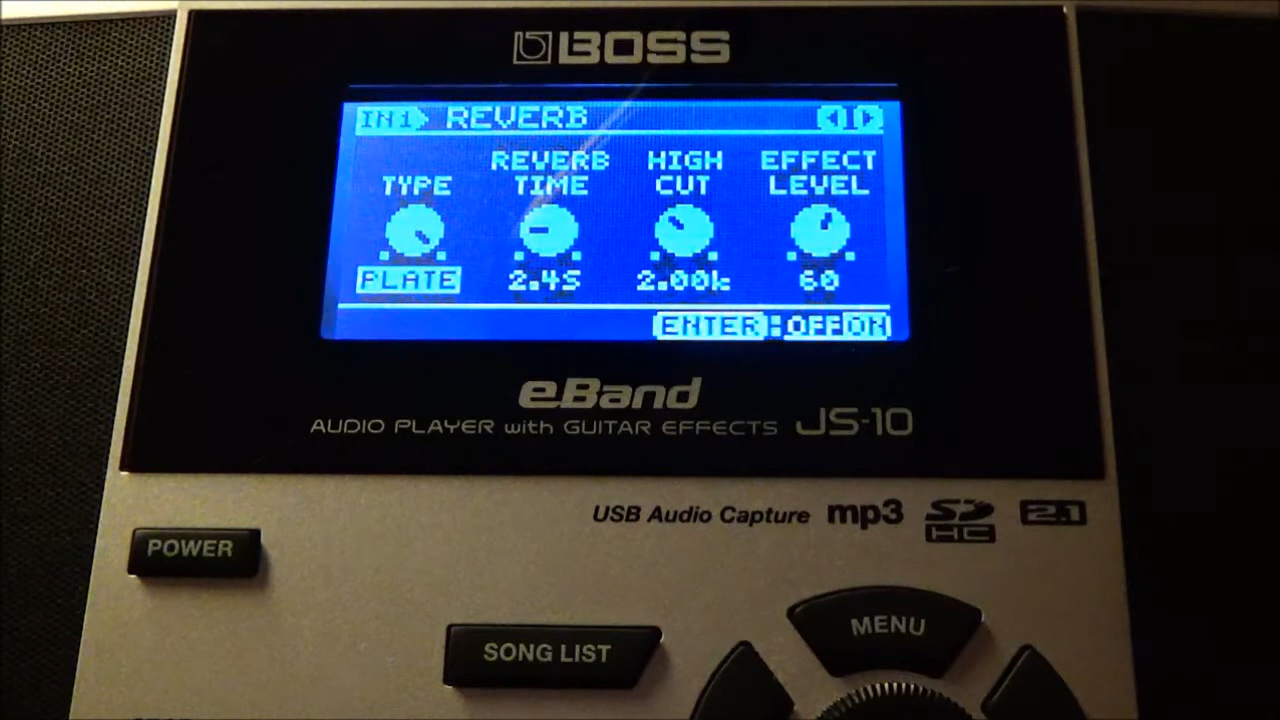 BOSS
IN1 REVERB
TYPE REVERB TIME HIGH CUT EFFECT LEVEL
PLATE 2.4S 2.00k 60
ENTER:OFF ON
eBand
AUDIO PLAYER with GUITAR EFFECTS JS-10
USB Audio Capture mp3 SD HC 2.1
POWER
MENU
SONG LIST